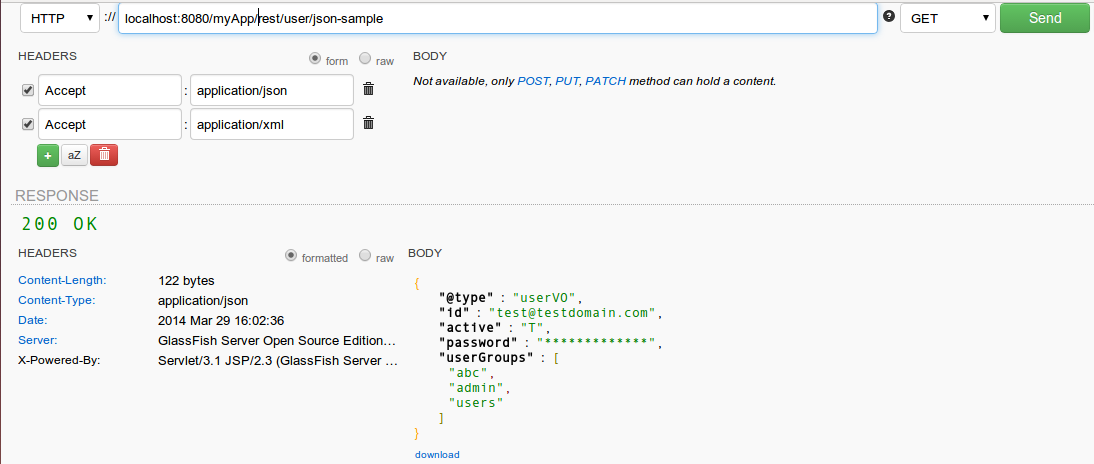 HTTP :// localhost:8080/myApp/rest/user/json-sample ? GET Send
HEADERS form raw BODY
Accept : application/json Not available, only POST, PUT, PATCH method can hold a content.
Accept : application/xml
+ aZ
RESPONSE
200 OK
HEADERS formatted raw BODY
Content-Length: 122 bytes {
Content-Type: application/json "@type" : "userVO",
"id" : "test@testdomain.com",
Date: 2014 Mar 29 16:02:36 "active" : "T",
Server: GlassFish Server Open Source Edition... "password" : "*************",
X-Powered-By: Servlet/3.1 JSP/2.3 (GlassFish Server ... "userGroups" : [
"abc",
"admin",
"users"
]
}
download